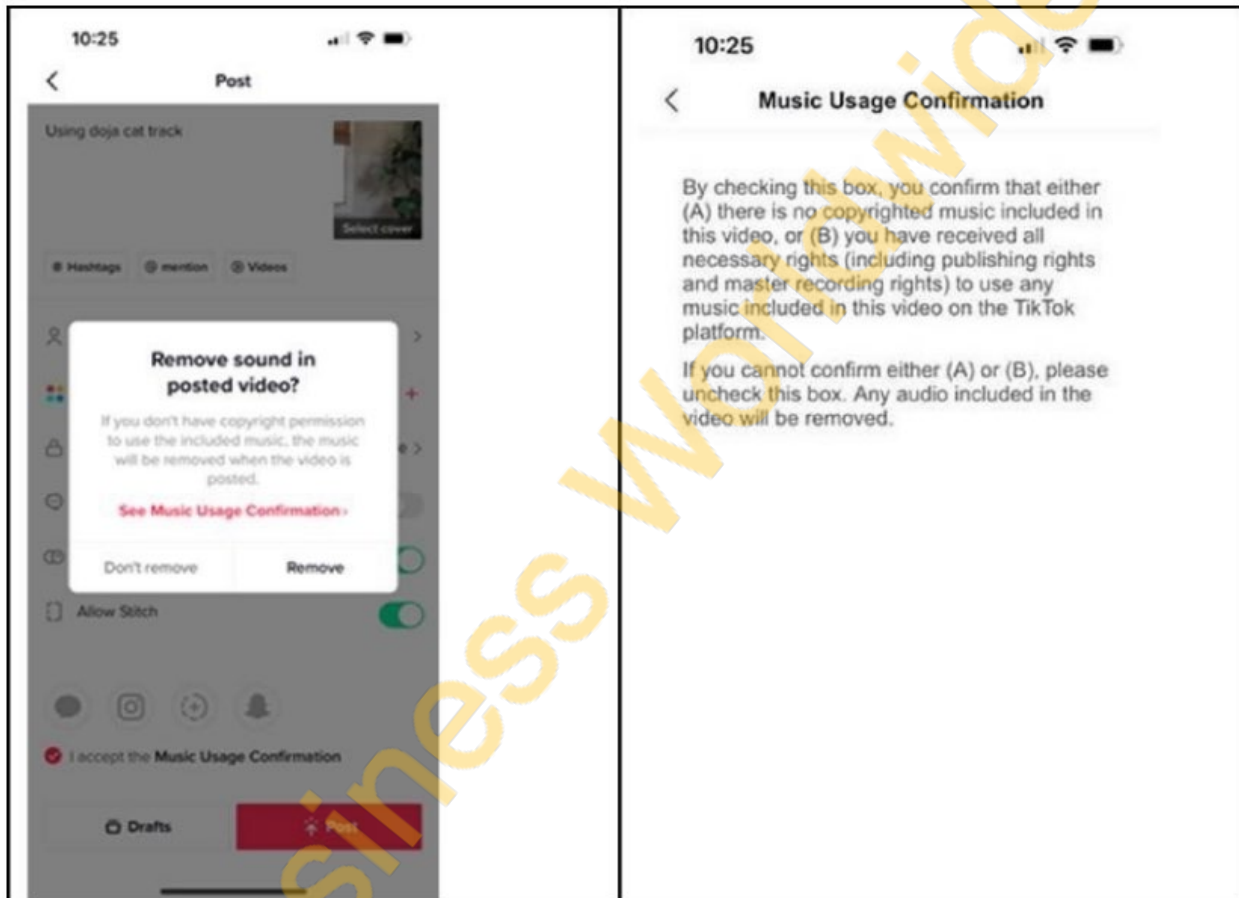 10:25
Post
Using doja cat track
Select cover
# Hashtags @ mention Videos
Remove sound in
posted video?
If you don't have copyright permission
to use the included music, the music
will be removed when the video is
posted.
See Music Usage Confirmation ›
Don't remove Remove
Allow Stitch
I accept the Music Usage Confirmation
Drafts Post
10:25
Music Usage Confirmation
By checking this box, you confirm that either
(A) there is no copyrighted music included in
this video, or (B) you have received all
necessary rights (including publishing rights
and master recording rights) to use any
music included in this video on the TikTok
platform.
If you cannot confirm either (A) or (B), please
uncheck this box. Any audio included in the
video will be removed.
Worldwide